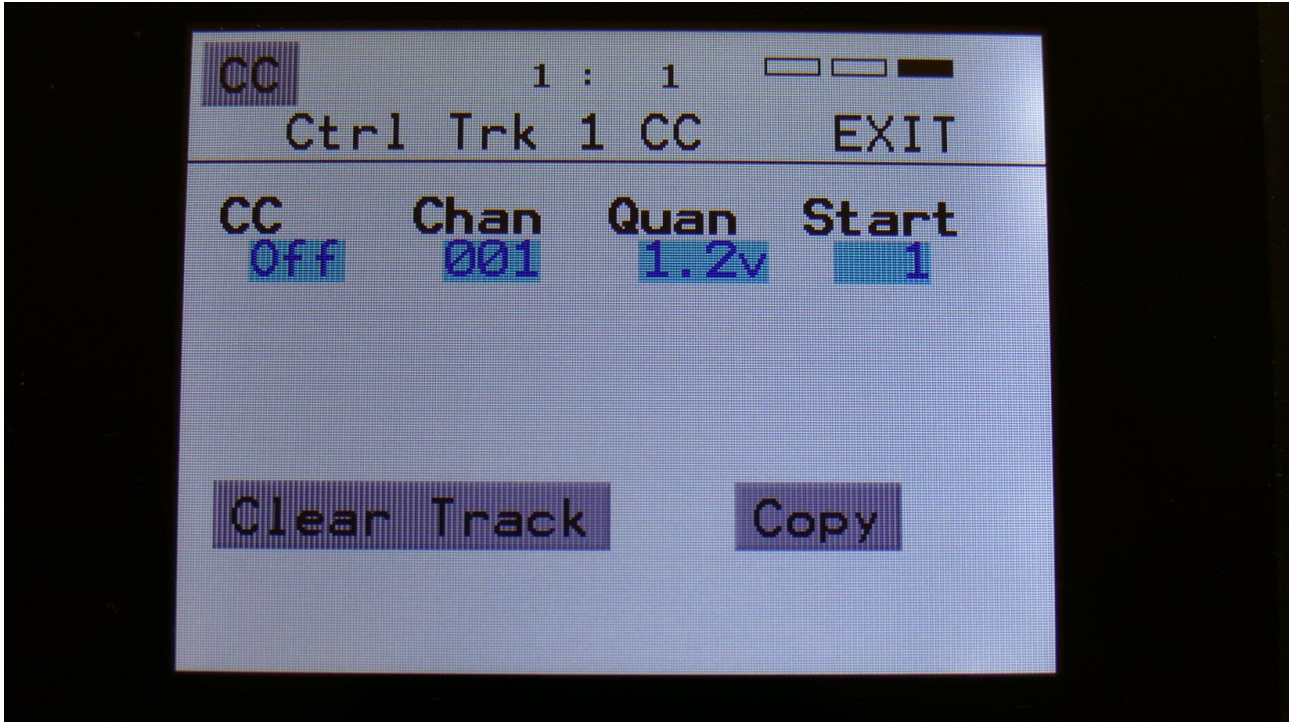 CC 1 : 1
Ctrl Trk 1 CC EXIT
CC Chan Quan Start
Off 001 1.2v 1
Clear Track Copy